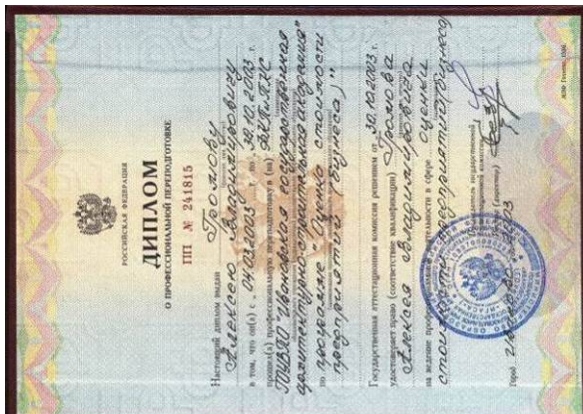 РОССИЙСКАЯ ФЕДЕРАЦИЯ
ДИПЛОМ
О ПРОФЕССИОНАЛЬНОЙ ПЕРЕПОДГОТОВКЕ
ПП № 241815
Настоящий диплом выдан Громову
Алексею Владимировичу
в том, что он(а) с 04.03.2003 г. по 30.10.2003 г.
прошел(а) профессиональную переподготовку в (на)
ГОУВПО "Ивановская государственная
архитектурно-строительная академия"
по программе "Оценка стоимости
предприятия (бизнеса)"
Государственная аттестационная комиссия решением от 30.10.2003 г.
удостоверяет право (соответствие квалификации) Громова
Алексея Владимировича
на ведение профессиональной деятельности в сфере оценки
стоимости предприятия (бизнеса)
Город Иваново 2003